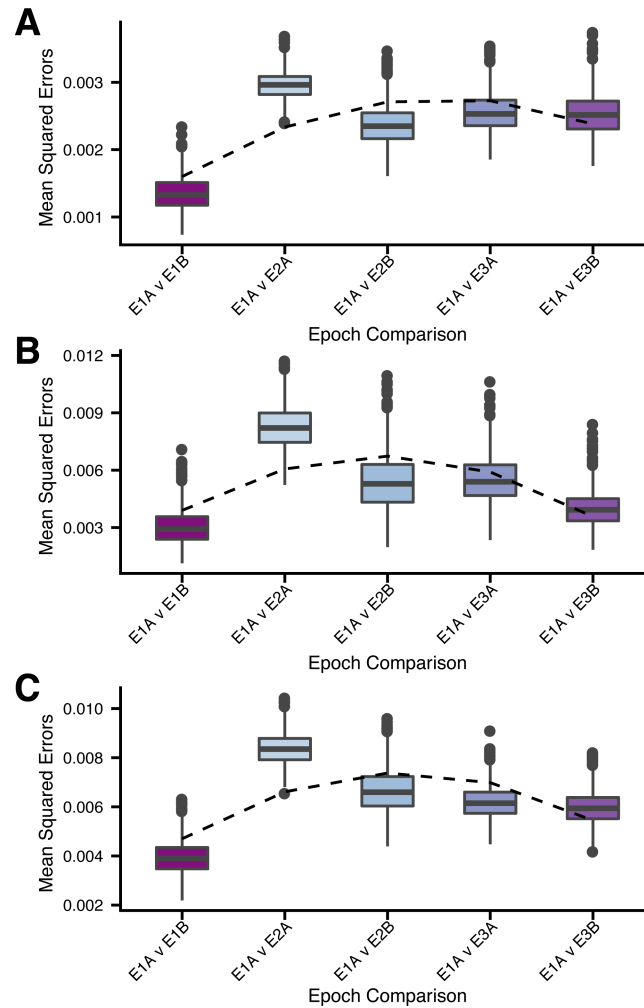 A
Mean Squared Errors
0.003
0.002
0.001
E1A v E1B
E1A v E2A
E1A v E2B
E1A v E3A
E1A v E3B
Epoch Comparison
B
Mean Squared Errors
0.012
0.009
0.006
0.003
E1A v E1B
E1A v E2A
E1A v E2B
E1A v E3A
E1A v E3B
Epoch Comparison
C
Mean Squared Errors
0.010
0.008
0.006
0.004
0.002
E1A v E1B
E1A v E2A
E1A v E2B
E1A v E3A
E1A v E3B
Epoch Comparison